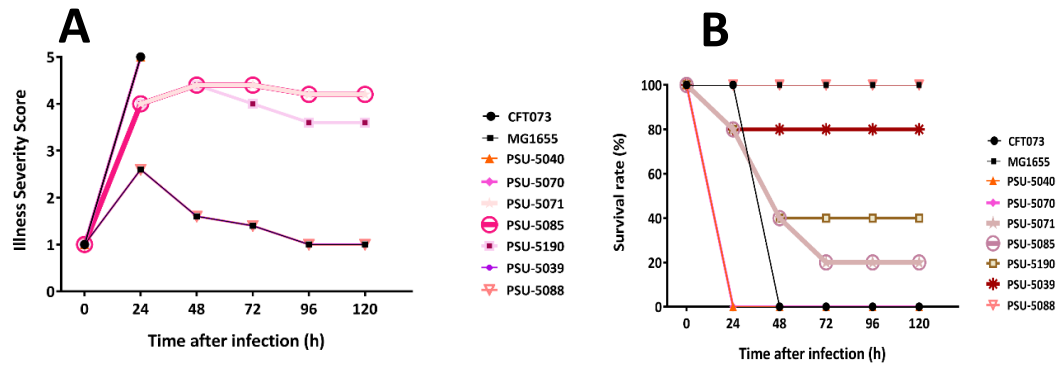 A
Illness Severity Score
5
4
3
2
1
0
0 24 48 72 96 120
Time after infection (h)
CFT073
MG1655
PSU-5040
PSU-5070
PSU-5071
PSU-5085
PSU-5190
PSU-5039
PSU-5088
B
Survival rate (%)
100
80
60
40
20
0
0 24 48 72 96 120
Time after infection (h)
CFT073
MG1655
PSU-5040
PSU-5070
PSU-5071
PSU-5085
PSU-5190
PSU-5039
PSU-5088